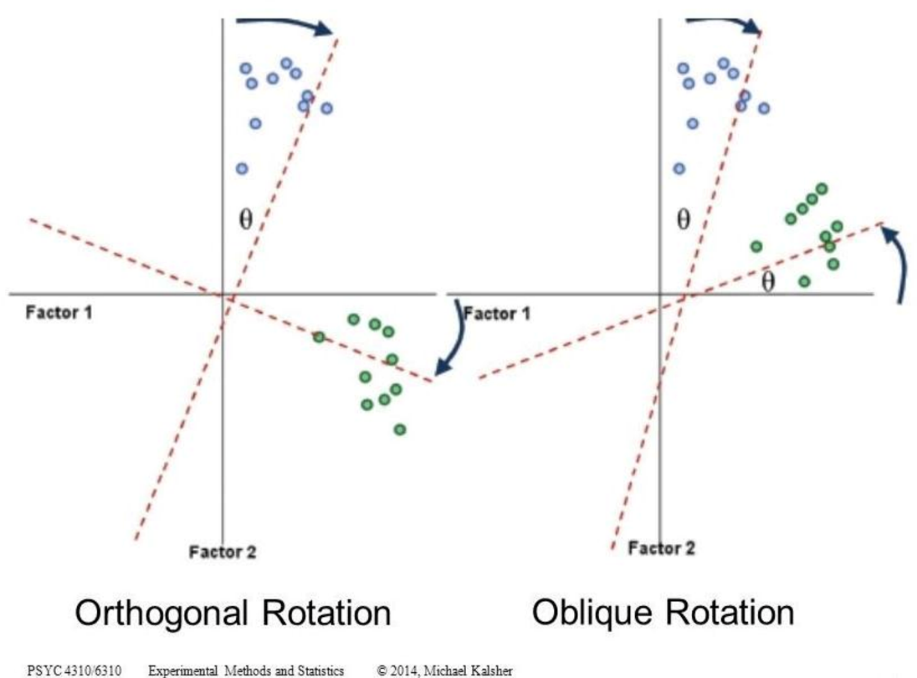 θ
θ
θ
Factor 1
Factor 1
Factor 2
Factor 2
Orthogonal Rotation
Oblique Rotation
PSYC 4310/6310 Experimental Methods and Statistics © 2014, Michael Kalsher